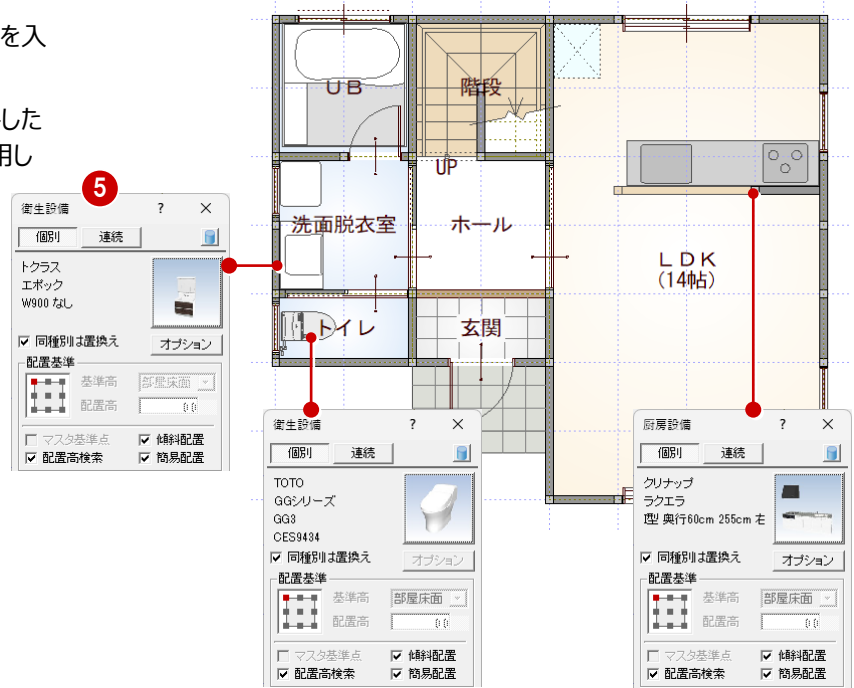 を入
した
用し
5
UB
階段
UP
洗面脱衣室
ホール
LDK
(14帖)
トイレ
玄関
衛生設備 ? ×
個別 連続
トクラス
エポック
W900 なし
同種別は置換え オプション
配置基準
基準高 部屋床面
配置高 0.0
マスタ基準点 傾斜配置
配置高検索 簡易配置
衛生設備 ? ×
個別 連続
TOTO
GGシリーズ
GG3
CES9434
同種別は置換え オプション
配置基準
基準高 部屋床面
配置高 0.0
マスタ基準点 傾斜配置
配置高検索 簡易配置
厨房設備 ? ×
個別 連続
クリナップ
ラクエラ
I型 奥行60cm 255cm 右
同種別は置換え オプション
配置基準
基準高 部屋床面
配置高 0.0
マスタ基準点 傾斜配置
配置高検索 簡易配置